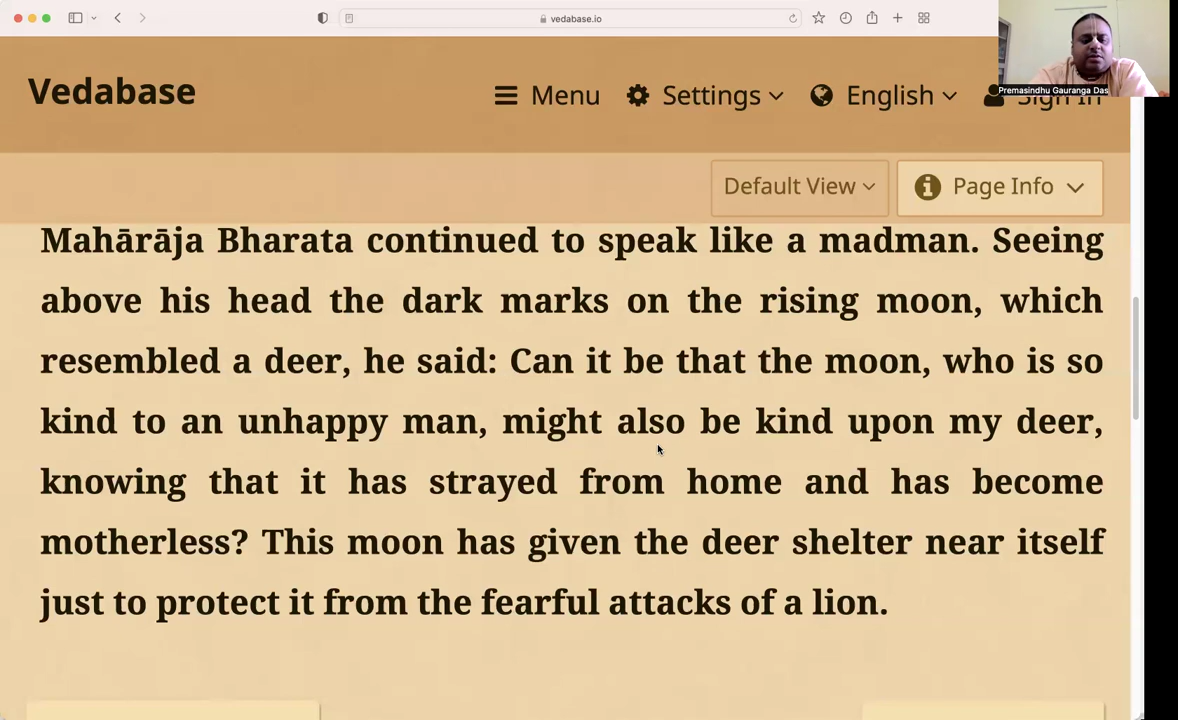 vedabase.io
Premasindhu Gauranga Das
Vedabase
Menu
Settings
English
Sign In
Default View
Page Info
Mahārāja Bharata continued to speak like a madman. Seeing
above his head the dark marks on the rising moon, which
resembled a deer, he said: Can it be that the moon, who is so
kind to an unhappy man, might also be kind upon my deer,
knowing that it has strayed from home and has become
motherless? This moon has given the deer shelter near itself
just to protect it from the fearful attacks of a lion.